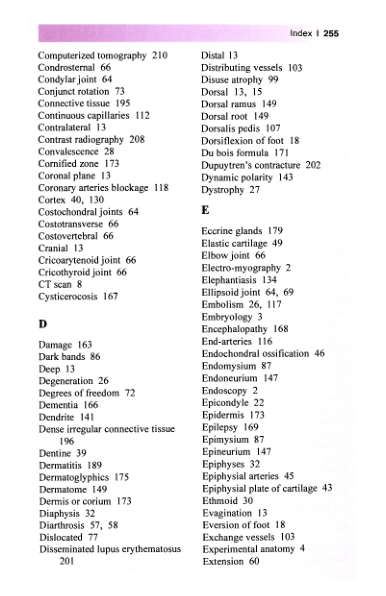 Index I 255
Computerized tomography 210
Condrosternal 66
Condylar joint 64
Conjunct rotation 73
Connective tissue 195
Continuous capillaries 112
Contralateral 13
Contrast radiography 208
Convalescence 28
Cornified zone 173
Coronal plane 13
Coronary arteries blockage 118
Cortex 40, 130
Costochondral joints 64
Costotransverse 66
Costovertebral 66
Cranial 13
Cricoarytenoid joint 66
Cricothyroid joint 66
CT scan 8
Cysticerocosis 167
D
Damage 163
Dark bands 86
Deep 13
Degeneration 26
Degrees of freedom 72
Dementia 166
Dendrite 141
Dense irregular connective tissue
196
Dentine 39
Dermatitis 189
Dermatoglyphics 175
Dermatome 149
Dermis or corium 173
Diaphysis 32
Diarthrosis 57, 58
Dislocated 77
Disseminated lupus erythematosus
201
Distal 13
Distributing vessels 103
Disuse atrophy 99
Dorsal 13, 15
Dorsal ramus 149
Dorsal root 149
Dorsalis pedis 107
Dorsiflexion of foot 18
Du bois formula 171
Dupuytren's contracture 202
Dynamic polarity 143
Dystrophy 27
E
Eccrine glands 179
Elastic cartilage 49
Elbow joint 66
Electro-myography 2
Elephantiasis 134
Ellipsoid joint 64, 69
Embolism 26, 117
Embryology 3
Encephalopathy 168
End-arteries 116
Endochondral ossification 46
Endomysium 87
Endoneurium 147
Endoscopy 2
Epicondyle 22
Epidermis 173
Epilepsy 169
Epimysium 87
Epineurium 147
Epiphyses 32
Epiphysial arteries 45
Epiphysial plate of cartilage 43
Ethmoid 30
Evagination 13
Eversion of foot 18
Exchange vessels 103
Experimental anatomy 4
Extension 60